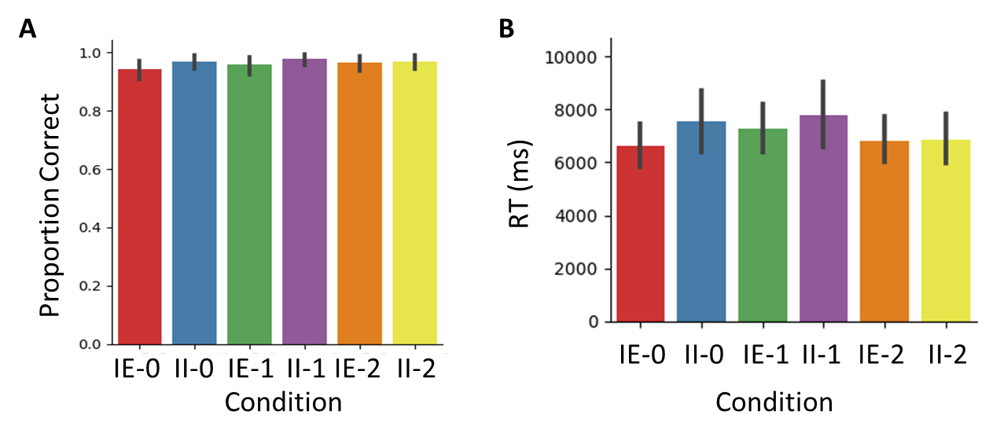 A
Proportion Correct
1.0
0.8
0.6
0.4
0.2
0.0
IE-0 II-0 IE-1 II-1 IE-2 II-2
Condition
B
RT (ms)
10000
8000
6000
4000
2000
0
IE-0 II-0 IE-1 II-1 IE-2 II-2
Condition